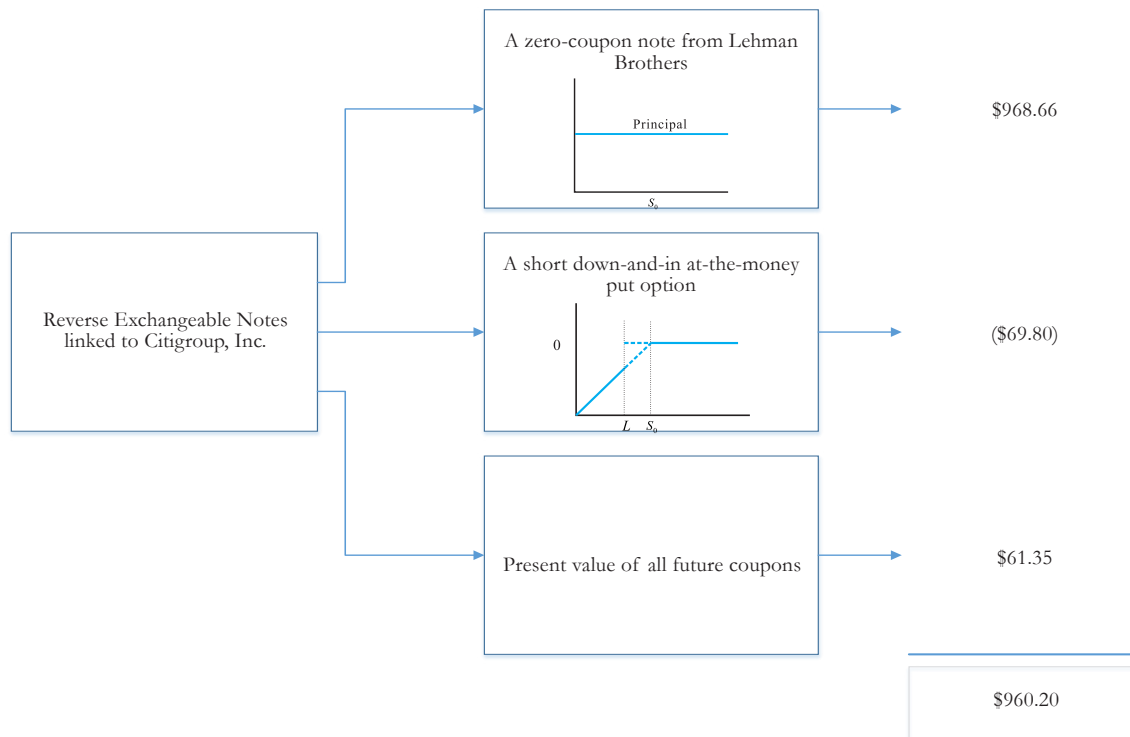 A zero-coupon note from Lehman
Brothers
Principal
S₀
$968.66
Reverse Exchangeable Notes
linked to Citigroup, Inc.
A short down-and-in at-the-money
put option
0
L S₀
($69.80)
Present value of all future coupons
$61.35
$960.20